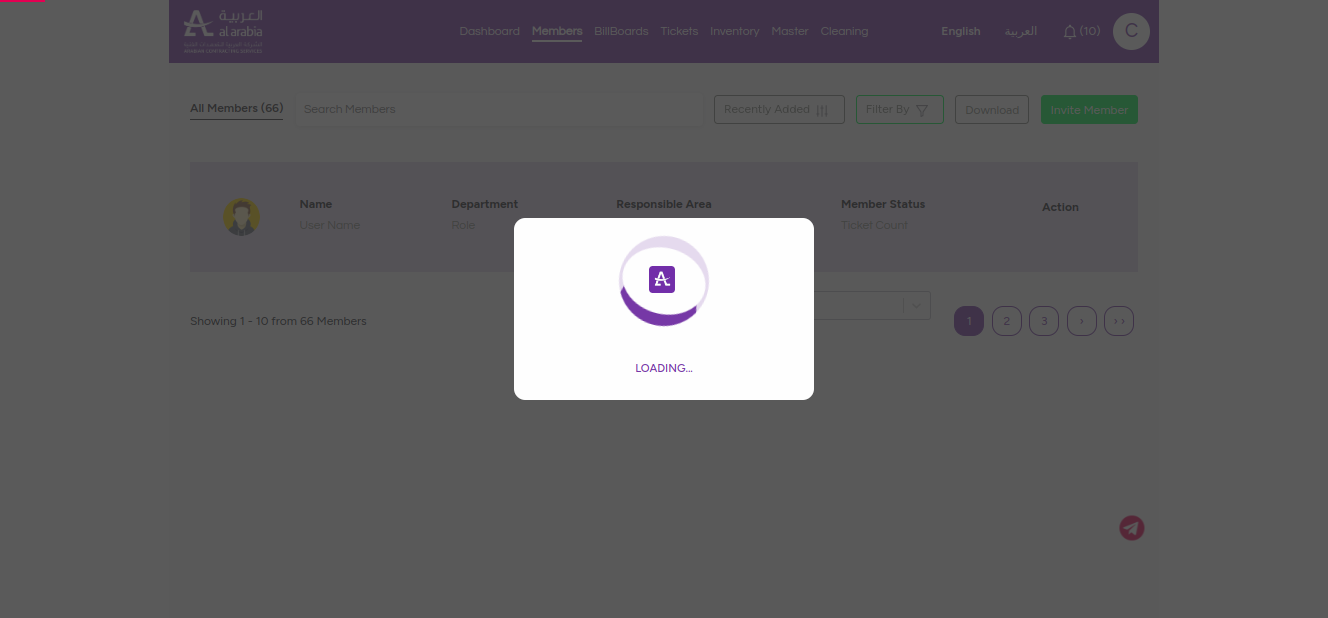 العربية
al arabia
Dashboard Members BillBoards Tickets Inventory Master Cleaning English العربية (10) C
All Members (66) Search Members Recently Added Filter By Download Invite Member
Name Department Responsible Area Member Status Action
User Name Role Ticket Count
LOADING...
Showing 1 - 10 from 66 Members 1 2 3 > >>